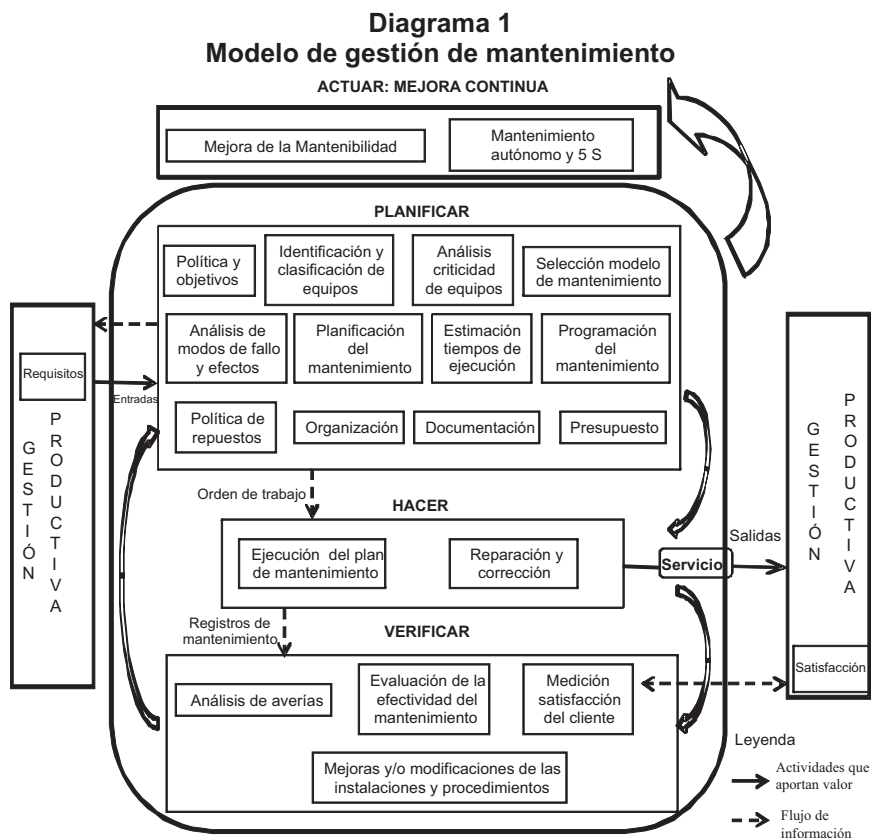 Diagrama 1
Modelo de gestión de mantenimiento
ACTUAR: MEJORA CONTINUA
Mejora de la Mantenibilidad
Mantenimiento
autónomo y 5 S
PLANIFICAR
Política y
objetivos
Identificación y
clasificación de
equipos
Análisis
criticidad
de equipos
Selección modelo
de mantenimiento
Análisis de
modos de fallo
y efectos
Planificación
del
mantenimiento
Estimación
tiempos de
ejecución
Programación
del
mantenimiento
Política de
repuestos
Organización
Documentación
Presupuesto
Requisitos
Entradas
GESTIÓN
PRODUCTIVA
Orden de trabajo
HACER
Ejecución del plan
de mantenimiento
Reparación y
corrección
Servicio
Salidas
GESTIÓN
PRODUCTIVA
Registros de
mantenimiento
VERIFICAR
Análisis de averías
Evaluación de la
efectividad del
mantenimiento
Medición
satisfacción
del cliente
Satisfacción
Mejoras y/o modificaciones de las
instalaciones y procedimientos
Leyenda
Actividades que
aportan valor
Flujo de
información